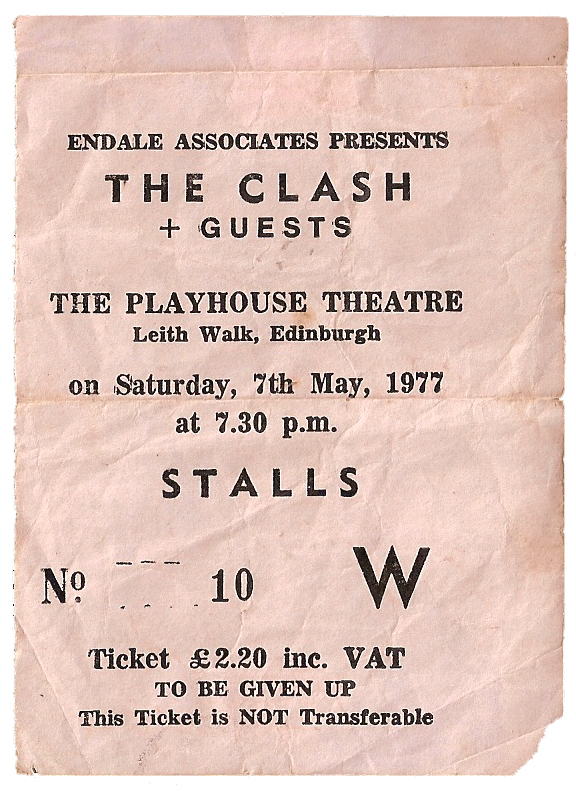 ENDALE ASSOCIATES PRESENTS
THE CLASH
+ GUESTS
THE PLAYHOUSE THEATRE
Leith Walk, Edinburgh
on Saturday, 7th May, 1977
at 7.30 p.m.
STALLS
Nº 10 W
Ticket £2.20 inc. VAT
TO BE GIVEN UP
This Ticket is NOT Transferable